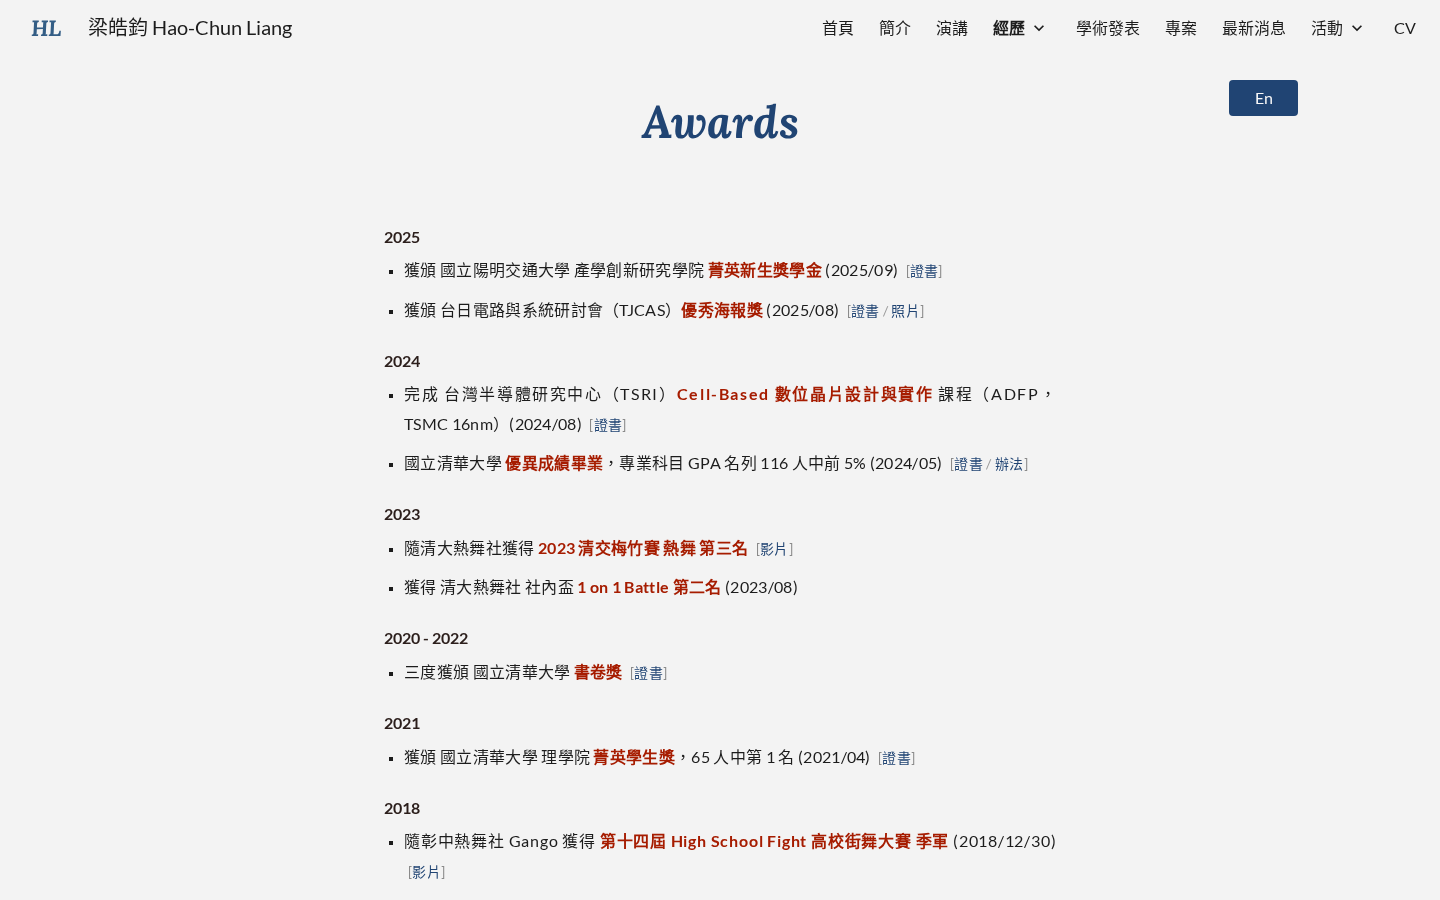 HL 梁皓鈞 Hao-Chun Liang 首頁 簡介 演講 經歷 學術發表 專案 最新消息 活動 CV
En
Awards
2025
獲頒 國立陽明交通大學 產學創新研究學院 菁英新生獎學金 (2025/09) [證書]
獲頒 台日電路與系統研討會（TJCAS）優秀海報獎 (2025/08) [證書 / 照片]
2024
完成 台灣半導體研究中心（TSRI）Cell-Based 數位晶片設計與實作 課程（ADFP，
TSMC 16nm）(2024/08) [證書]
國立清華大學 優異成績畢業，專業科目 GPA 名列 116 人中前 5% (2024/05) [證書 / 辦法]
2023
隨清大熱舞社獲得 2023 清交梅竹賽 熱舞 第三名 [影片]
獲得 清大熱舞社 社內盃 1 on 1 Battle 第二名 (2023/08)
2020 - 2022
三度獲頒 國立清華大學 書卷獎 [證書]
2021
獲頒 國立清華大學 理學院 菁英學生獎，65 人中第 1 名 (2021/04) [證書]
2018
隨彰中熱舞社 Gango 獲得 第十四屆 High School Fight 高校街舞大賽 季軍 (2018/12/30)
[影片]